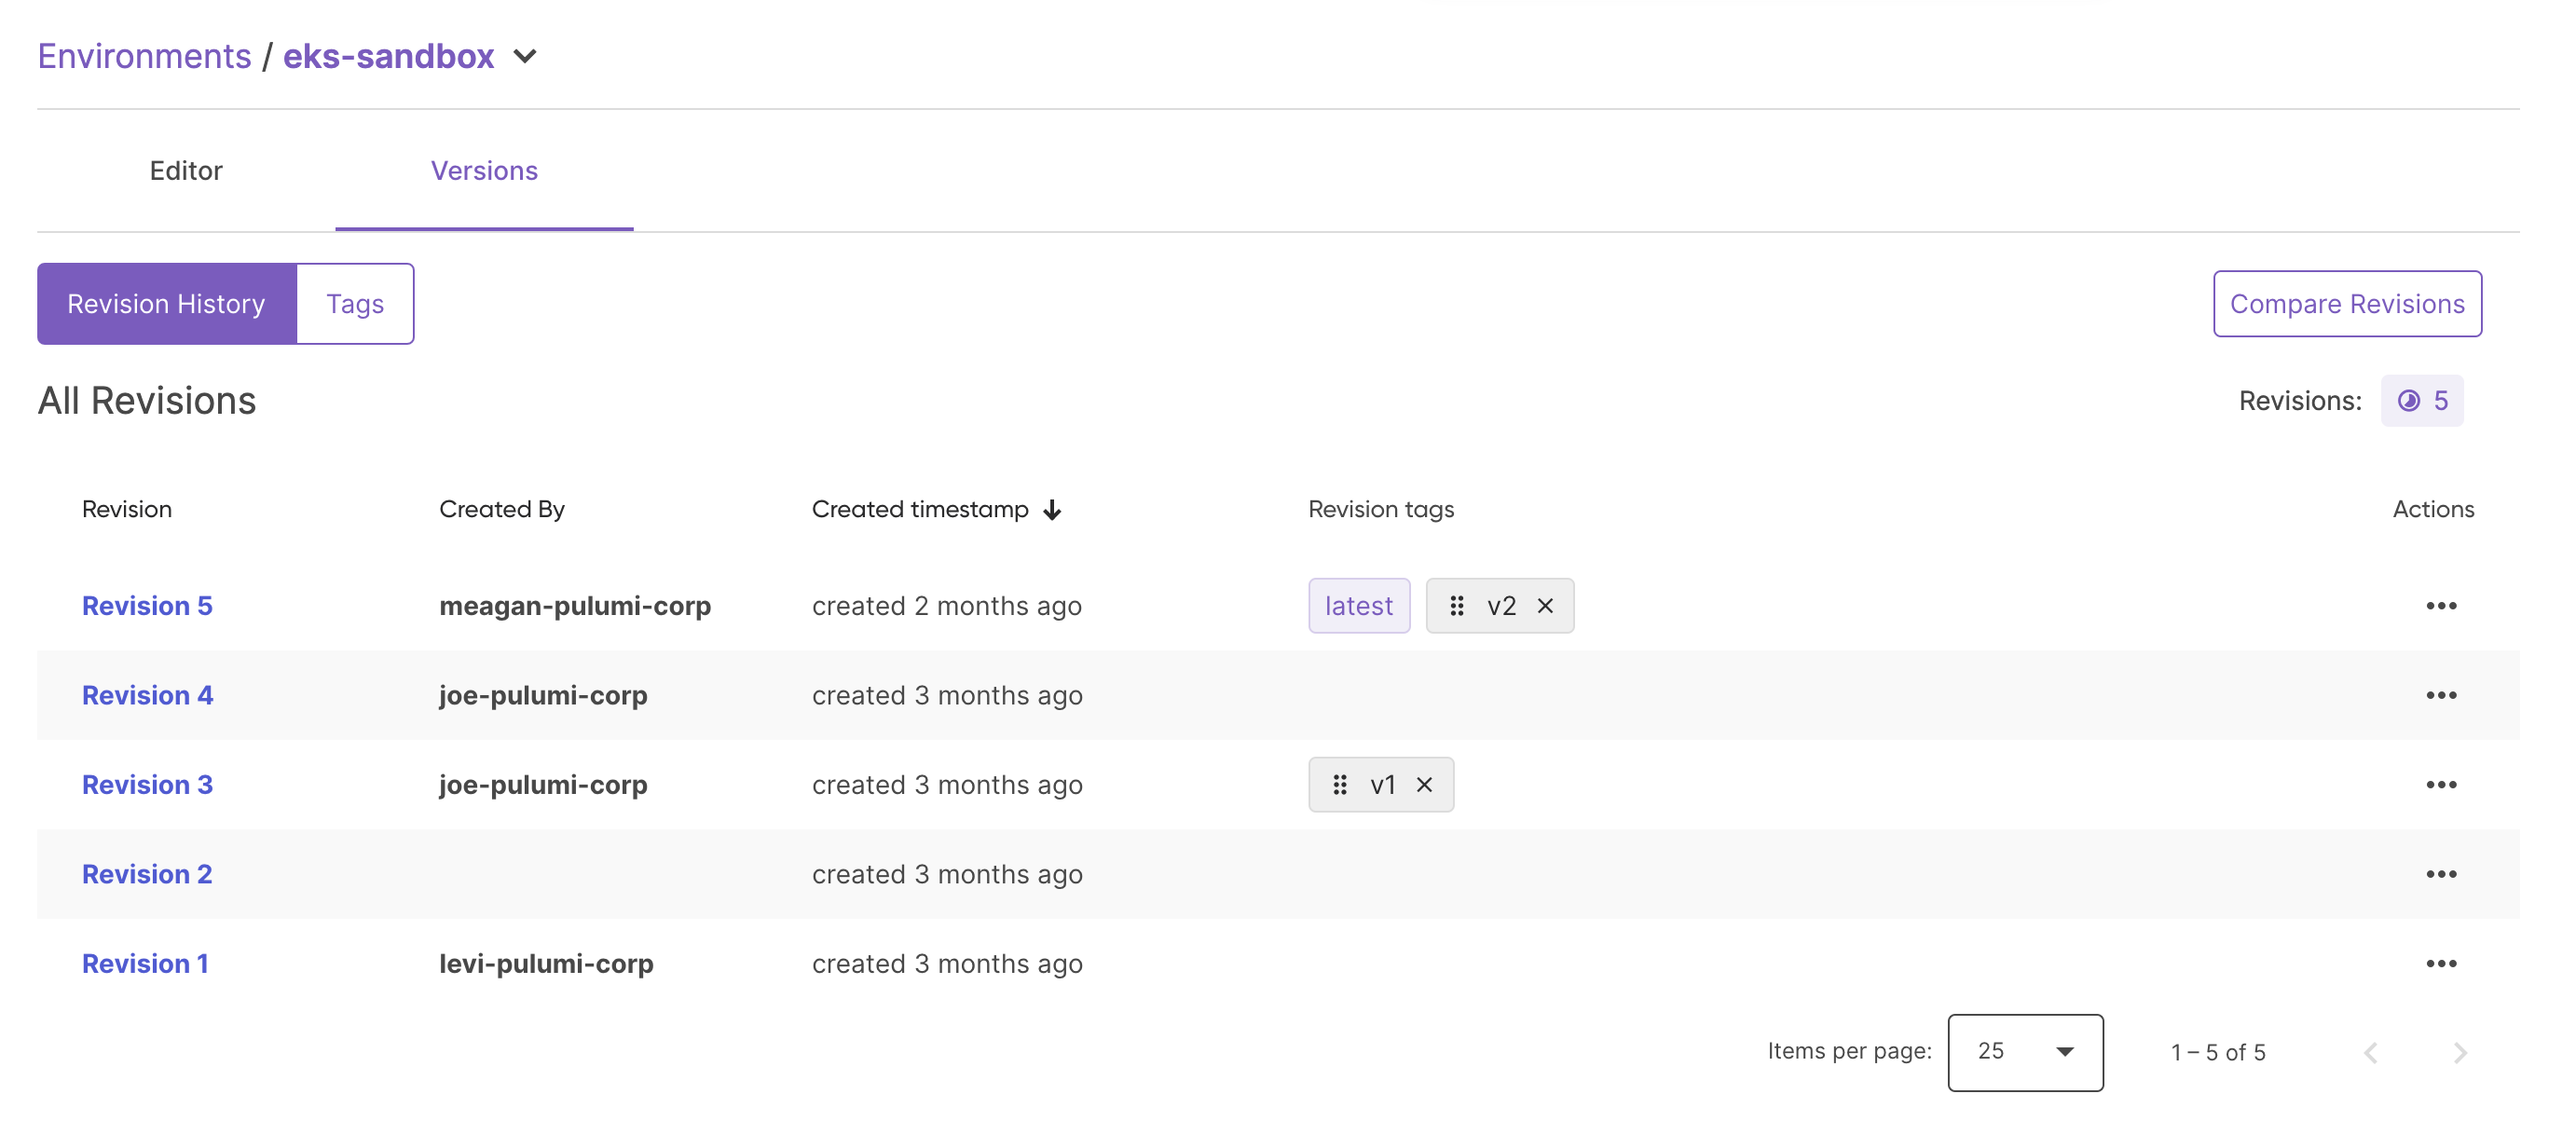 Environments / eks-sandbox
Editor Versions
Revision History Tags Compare Revisions
All Revisions Revisions: 5
Revision Created By Created timestamp Revision tags Actions
Revision 5 meagan-pulumi-corp created 2 months ago latest v2
Revision 4 joe-pulumi-corp created 3 months ago
Revision 3 joe-pulumi-corp created 3 months ago v1
Revision 2 created 3 months ago
Revision 1 levi-pulumi-corp created 3 months ago
Items per page: 25 1 – 5 of 5